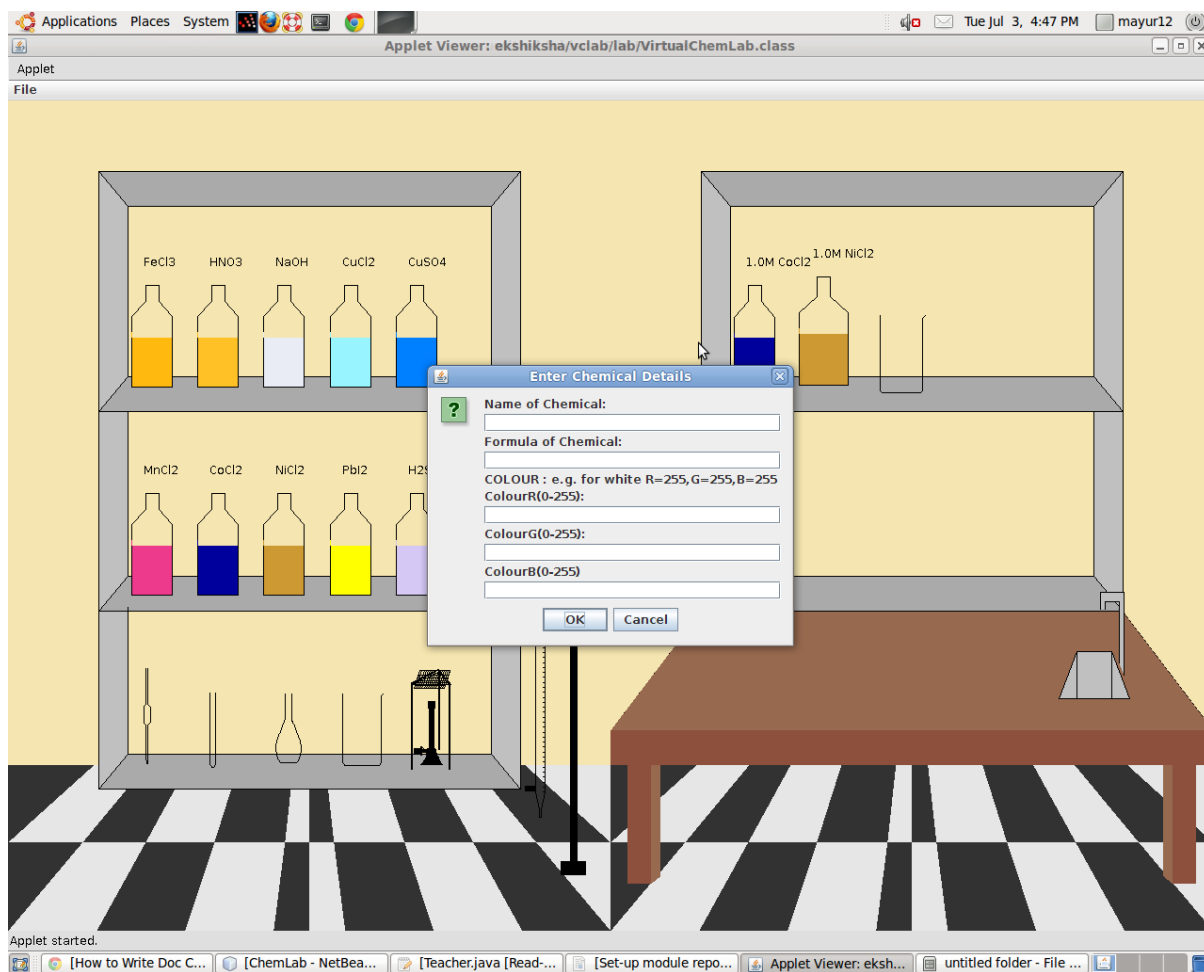 Applications Places System
Tue Jul 3, 4:47 PM mayur12
Applet Viewer: ekshiksha/vclab/lab/VirtualChemLab.class
Applet
File
FeCl3 HNO3 NaOH CuCl2 CuSO4
1.0M CoCl2 1.0M NiCl2
MnCl2 CoCl2 NiCl2 PbI2
Enter Chemical Details
?
Name of Chemical:
Formula of Chemical:
COLOUR : e.g. for white R=255,G=255,B=255
ColourR(0-255):
ColourG(0-255):
ColourB(0-255)
OK Cancel
Applet started.
[How to Write Doc C... [ChemLab - NetBea... [Teacher.java [Read-... [Set-up module repo... Applet Viewer: eksh... untitled folder - File ...